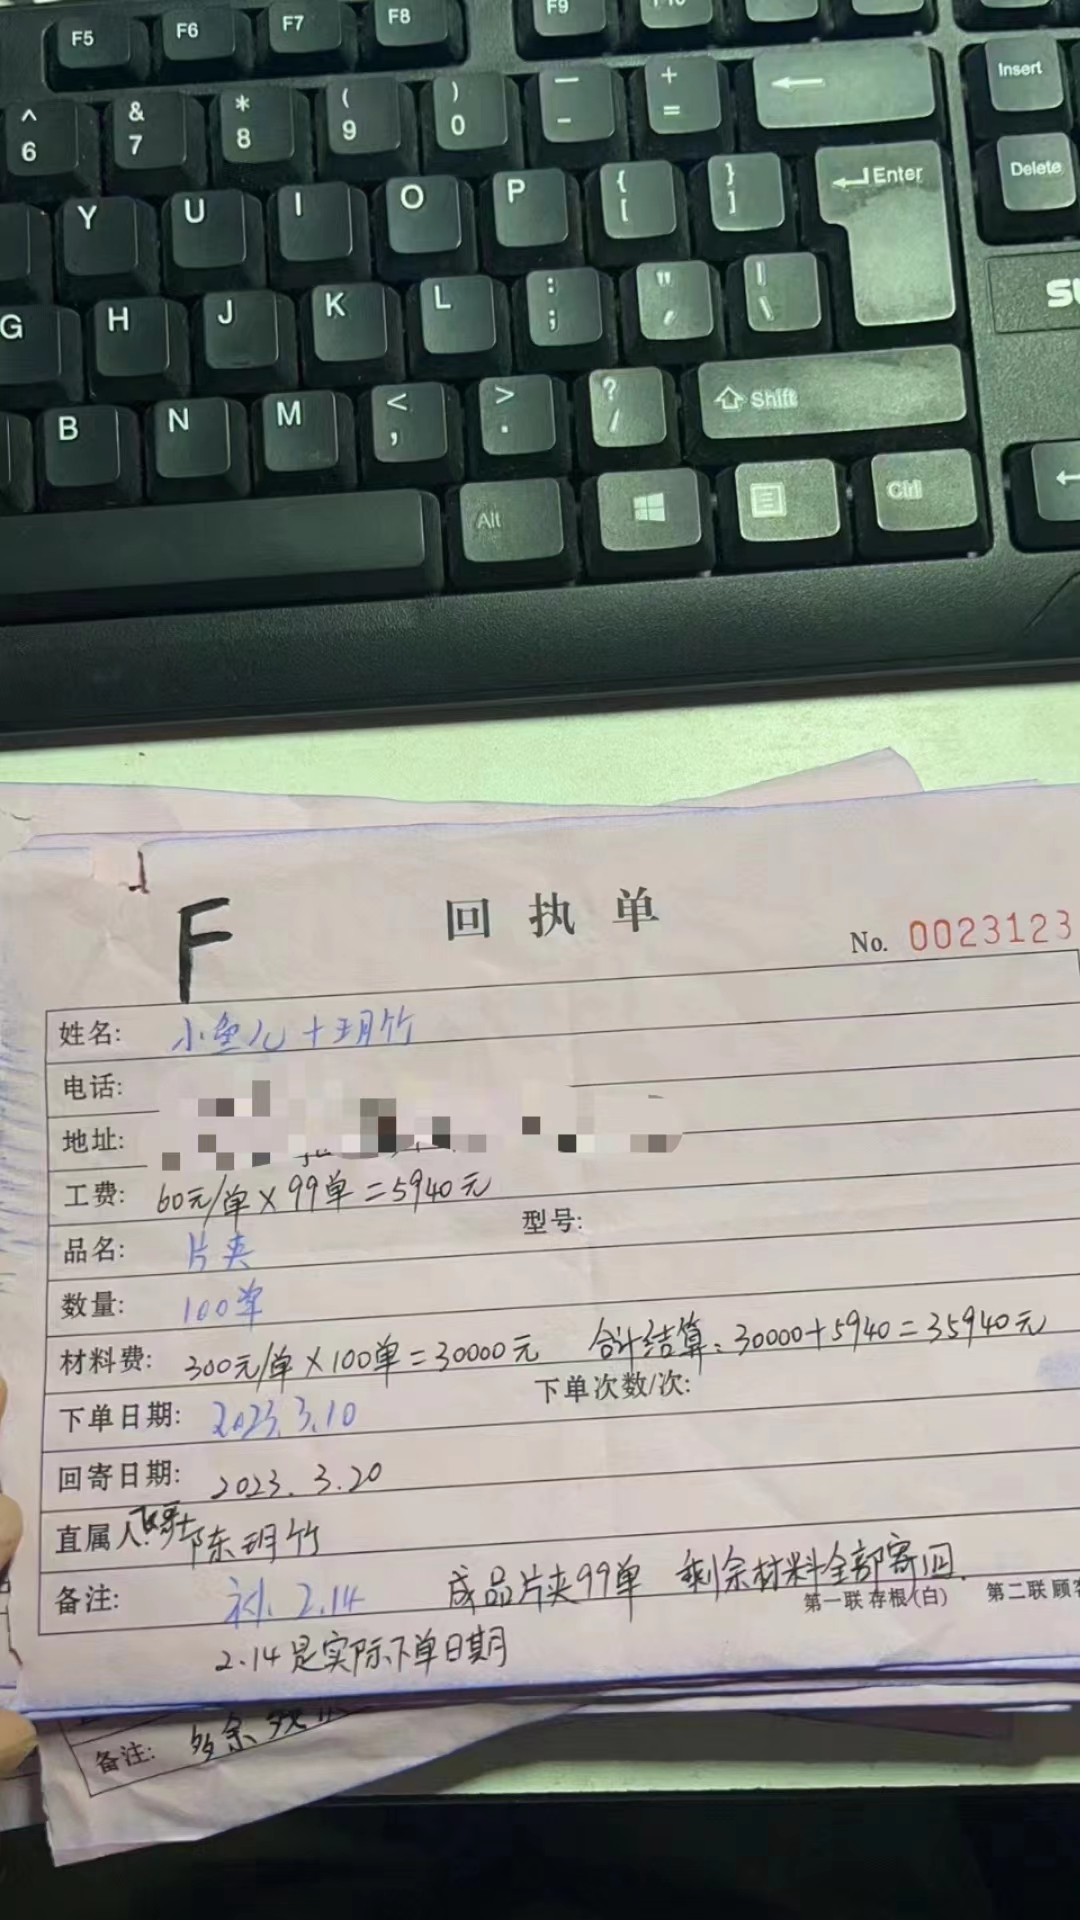 F5 F6 F7 F8 F9
^ 6 & 7 * 8 ( 9 ) 0 — - + =
Insert
Y U I O P { [ } ] Enter
Delete
G H J K L : ; " , | \
B N M < , > . ? / Shift
Alt Ctrl
F
回执单
No. 0023123
姓名: 小鱼儿+玥竹
电话:
地址:
工费: 60元/单×99单=5940元
型号:
品名: 片夹
数量: 100单
材料费: 300元/单×100单=30000元 合计结算:30000+5940=35940元
下单次数/次:
下单日期: 2023.3.10
回寄日期: 2023.3.20
直属人: 陈玥竹
备注: 补 2.14 成品片夹99单 剩余材料全部寄回.
第一联 存根(白) 第二联 顾
2.14是实际下单日期
备注: 多余